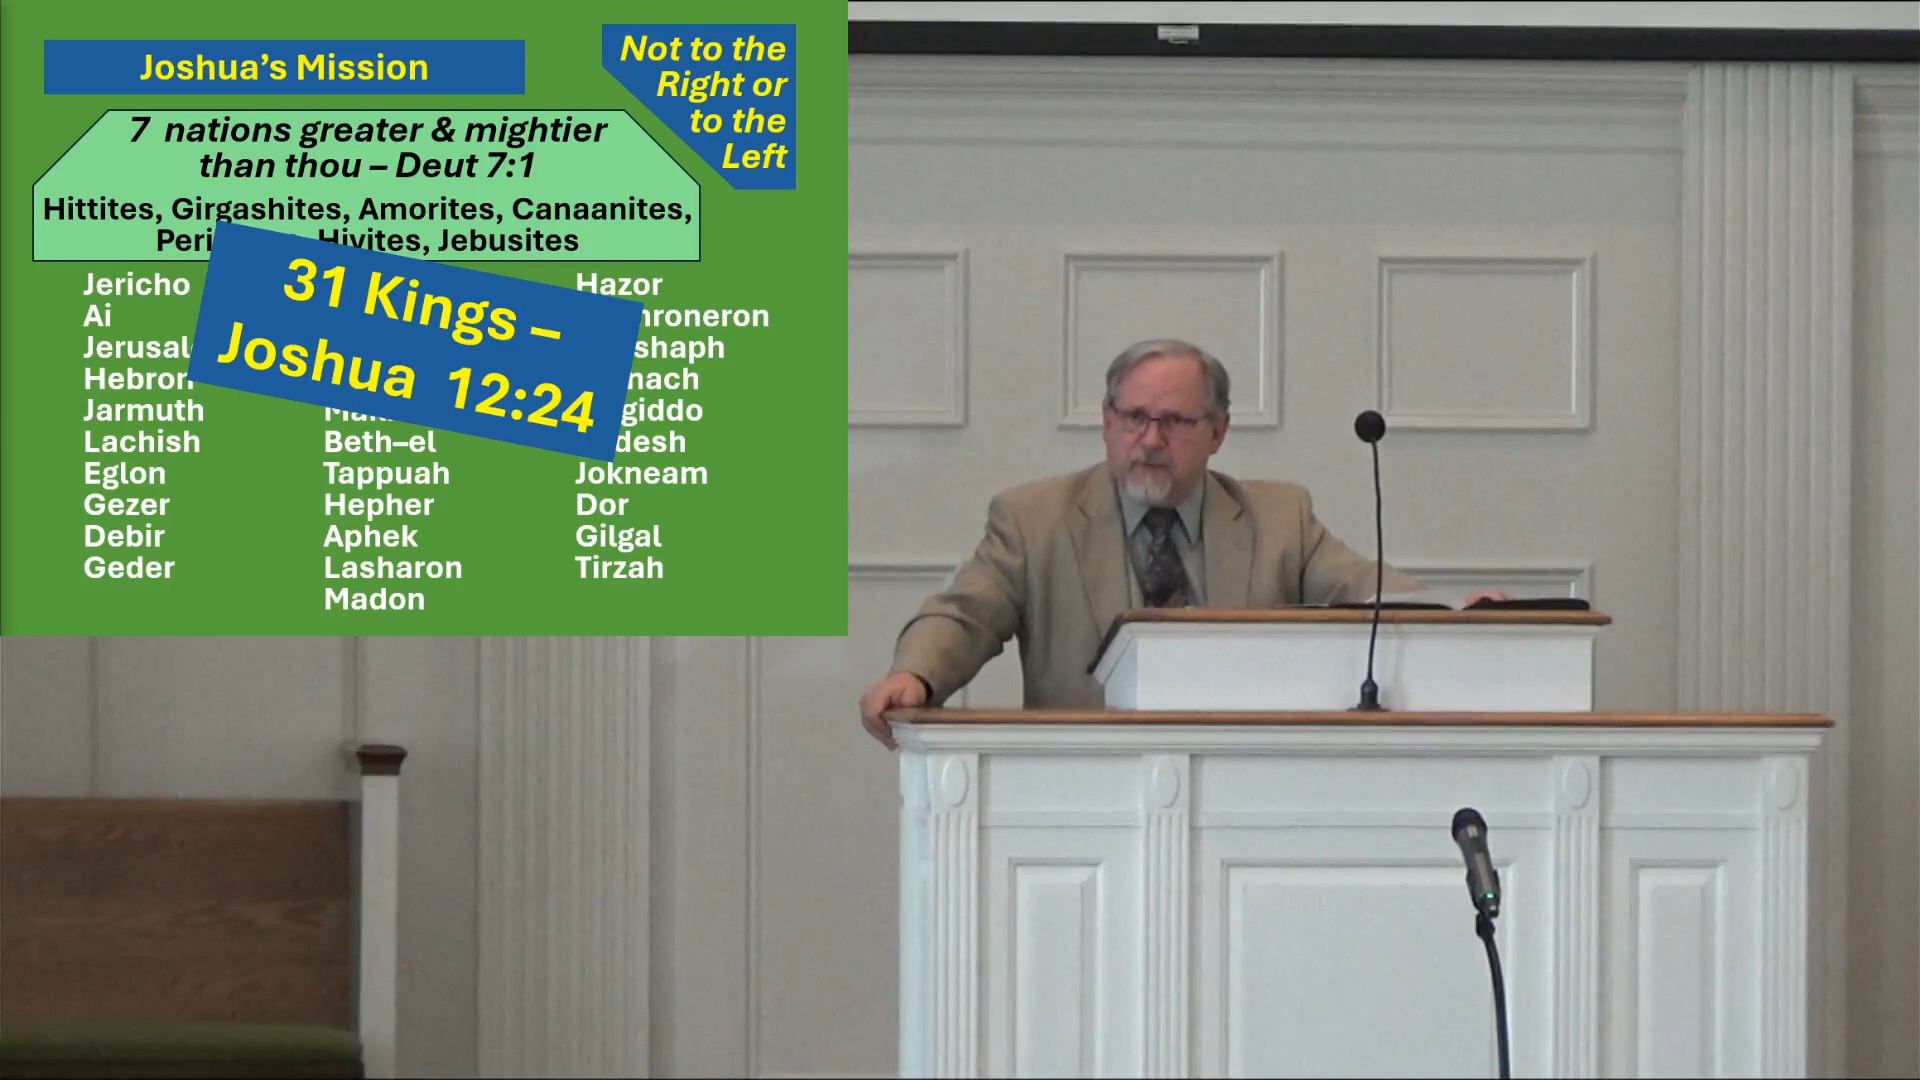 Joshua's Mission
Not to the
Right or
to the
Left
7 nations greater & mightier
than thou – Deut 7:1
Hittites, Girgashites, Amorites, Canaanites,
Hivites, Jebusites
31 Kings –
Joshua 12:24
Jericho
Ai
Hebron
Jarmuth
Lachish
Eglon
Gezer
Debir
Geder
Beth–el
Tappuah
Hepher
Aphek
Lasharon
Madon
Hazor
Jokneam
Dor
Gilgal
Tirzah